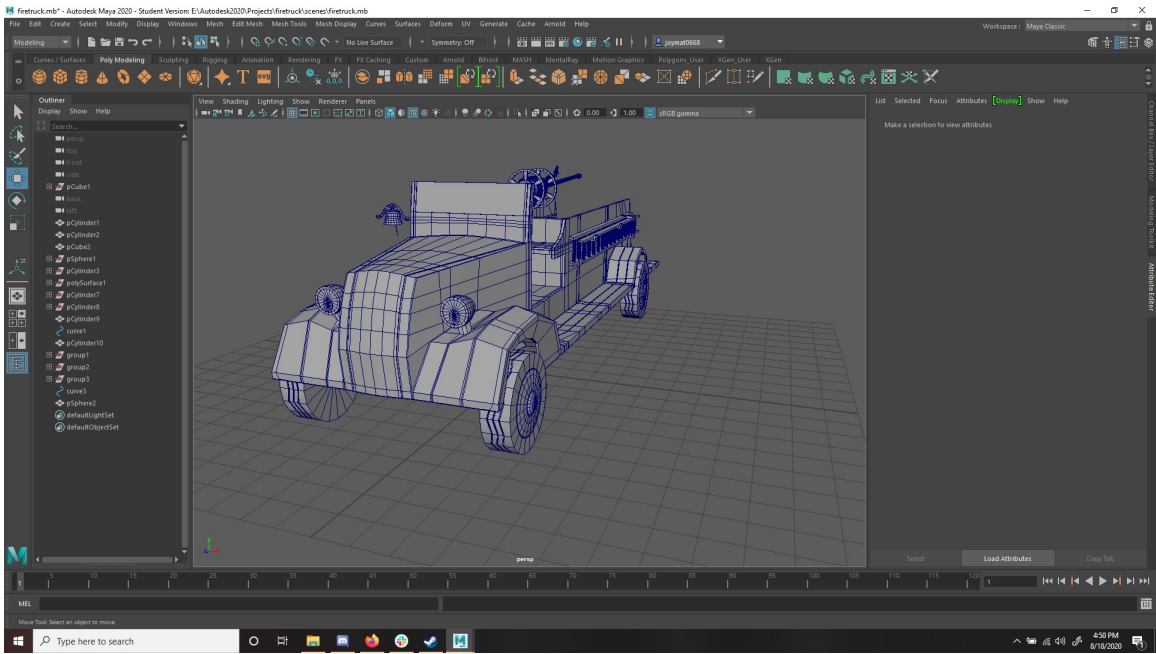 firetruck.mb* - Autodesk Maya 2020 - Student Version: E:\Autodesk2020\Projects\firetruck\scenes\firetruck.mb
File Edit Create Select Modify Display Windows Mesh Edit Mesh Mesh Tools Mesh Display Curves Surfaces Deform UV Generate Cache Arnold Help
Workspace: Maya Classic
Modeling No Live Surface Symmetry: Off joymat0668
Curves / Surfaces Poly Modeling Sculpting Rigging Animation Rendering FX FX Caching Custom Arnold Bifrost MASH MentalRay Motion Graphics Polygons_User XGen_User XGen
T SVG
Outliner
Display Show Help
Search...
persp
top
front
side
pCube1
back
left
pCylinder1
pCylinder2
pCube2
pSphere1
pCylinder3
polySurface1
pCylinder7
pCylinder8
pCylinder9
curve1
pCylinder10
group1
group2
group3
curve3
pSphere2
defaultLightSet
defaultObjectSet
View Shading Lighting Show Renderer Panels
0.00 1.00 sRGB gamma
persp
List Selected Focus Attributes Display Show Help
Make a selection to view attributes
Channel Box / Layer Editor
Modeling Toolkit
Attribute Editor
Select Load Attributes Copy Tab
1 5 10 15 20 25 30 35 40 45 50 55 60 65 70 75 80 85 90 95 100 105 110 115 120 1
MEL
Move Tool: Select an object to move.
Type here to search
4:50 PM
8/18/2020